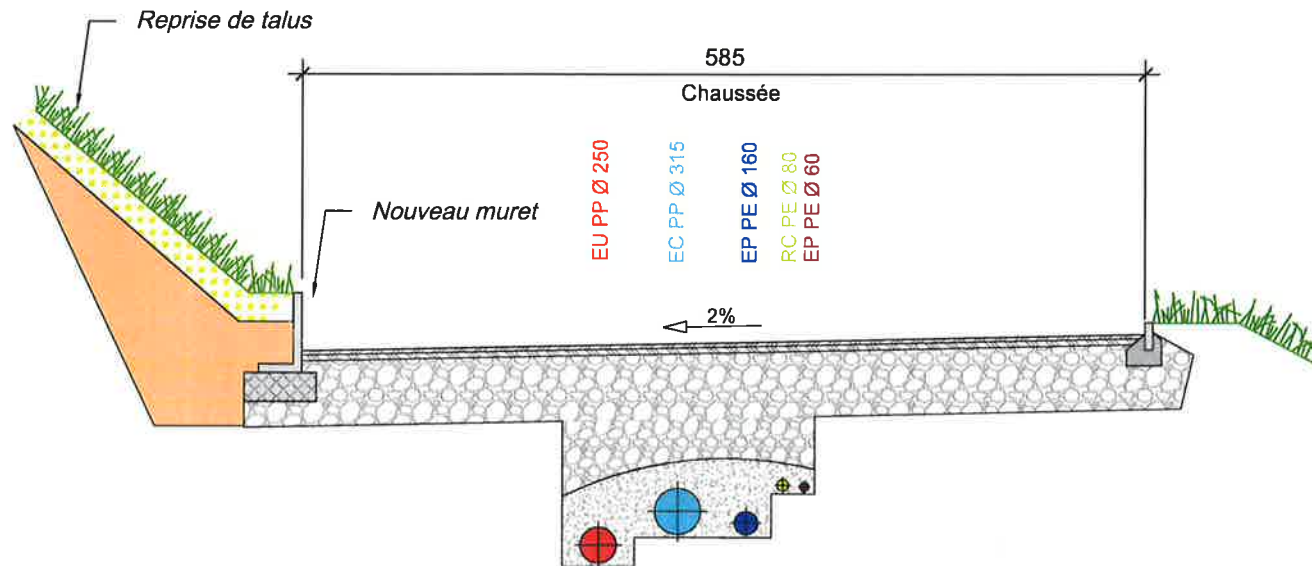 Reprise de talus
585
Chaussée
EU PP Ø 250
EC PP Ø 315
EP PE Ø 160
RC PE Ø 80
EP PE Ø 60
Nouveau muret
2%